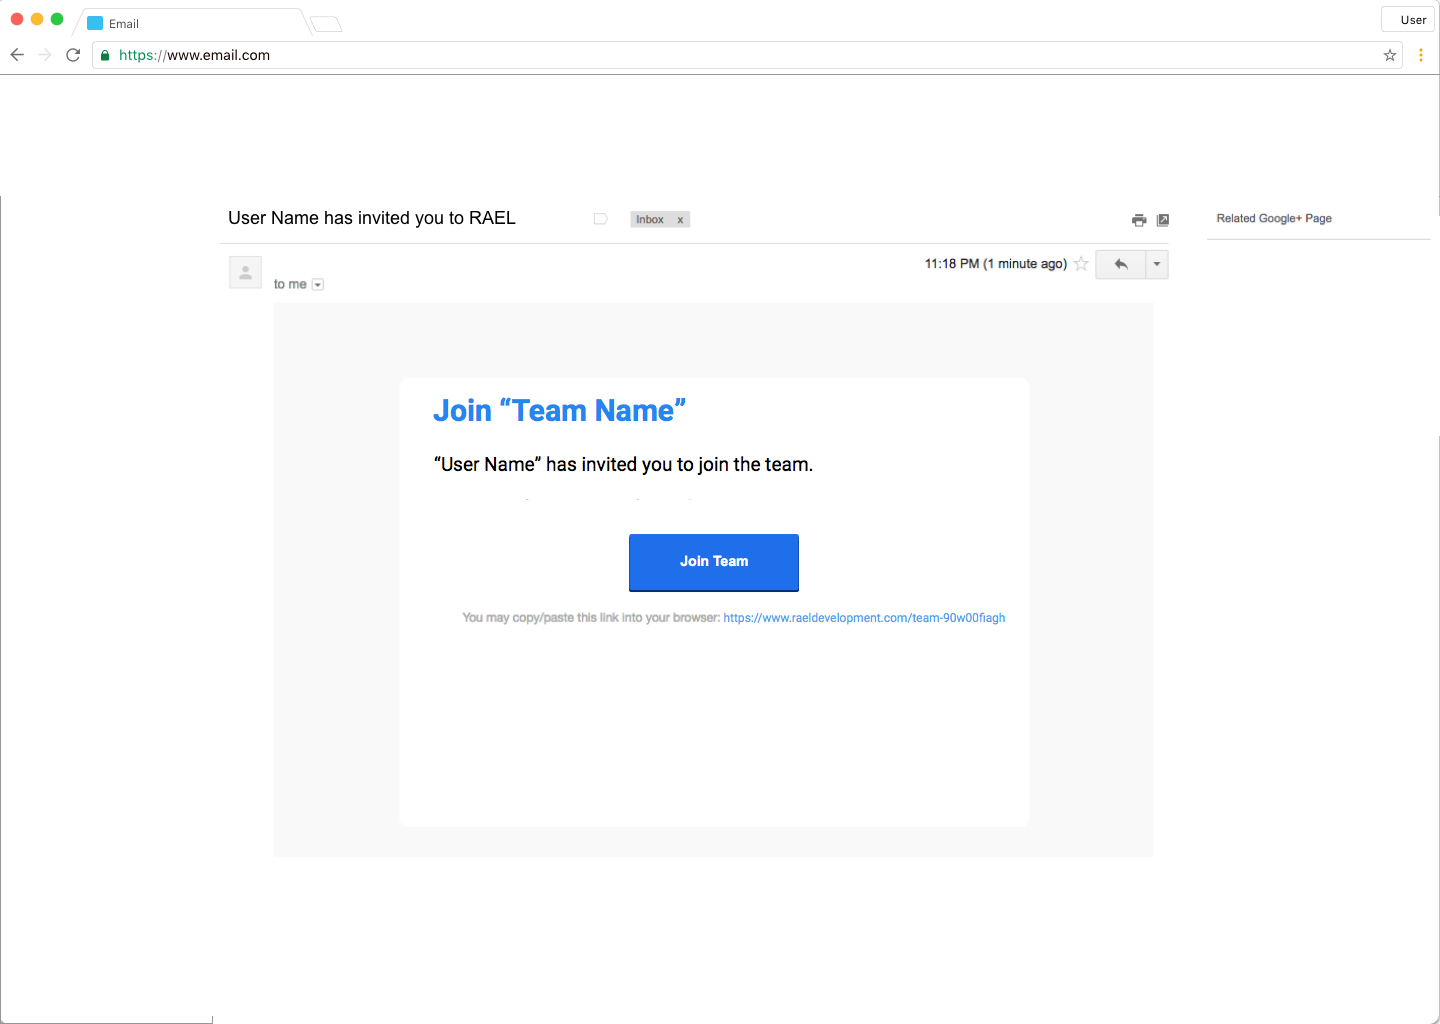 Email
User
https://www.email.com
User Name has invited you to RAEL
Inbox x
Related Google+ Page
11:18 PM (1 minute ago)
to me
Join “Team Name”
“User Name” has invited you to join the team.
Join Team
You may copy/paste this link into your browser: https://www.raeldevelopment.com/team-90w00fiagh